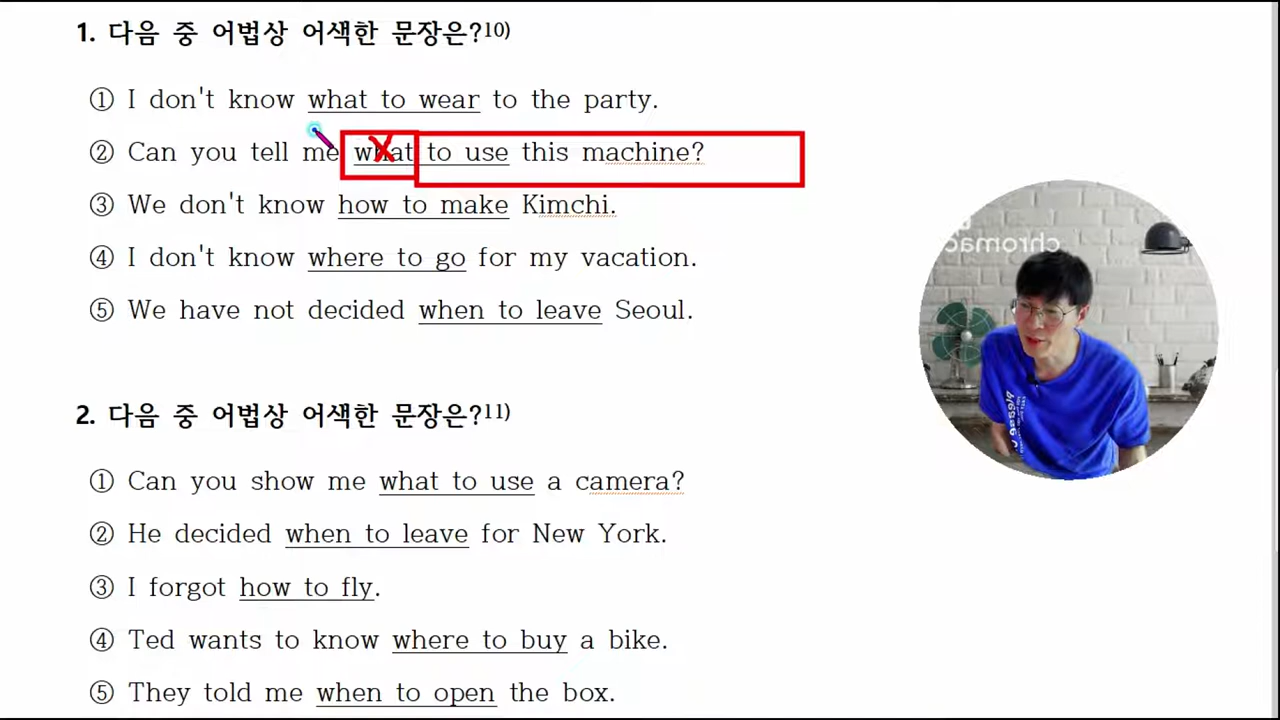 1. 다음 중 어법상 어색한 문장은?10)
① I don't know what to wear to the party.
② Can you tell me what to use this machine?
③ We don't know how to make Kimchi.
④ I don't know where to go for my vacation.
⑤ We have not decided when to leave Seoul.
chromac
2. 다음 중 어법상 어색한 문장은?11)
① Can you show me what to use a camera?
② He decided when to leave for New York.
③ I forgot how to fly.
④ Ted wants to know where to buy a bike.
⑤ They told me when to open the box.